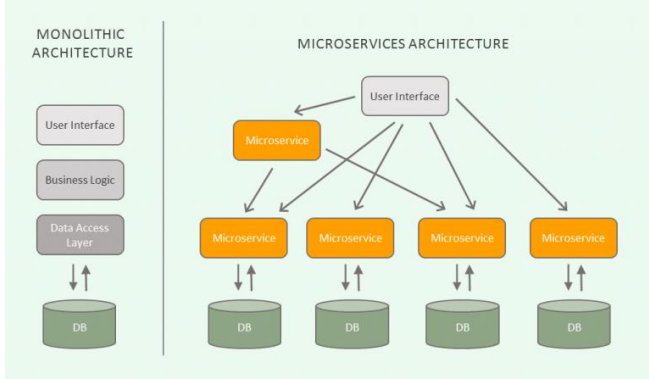 MONOLITHIC
ARCHITECTURE
User Interface
Business Logic
Data Access
Layer
DB
MICROSERVICES ARCHITECTURE
User Interface
Microservice
Microservice
Microservice
Microservice
Microservice
DB
DB
DB
DB